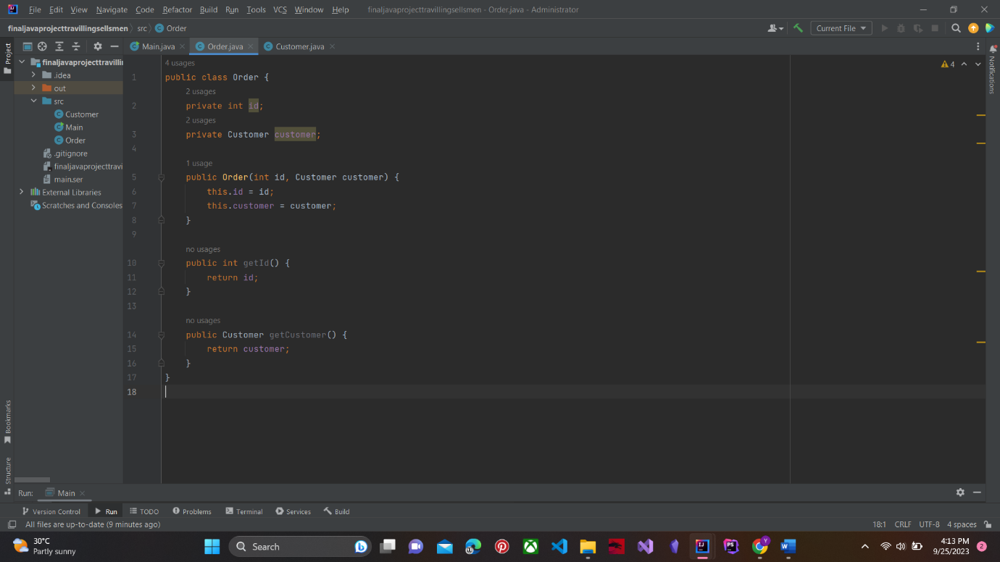 File Edit View Navigate Code Refactor Build Run Tools VCS Window Help finaljavaprojecttravillingsellsmen - Order.java - Administrator
finaljavaprojecttravillingsellsmen src Order Current File
Project
Main.java Order.java Customer.java
finaljavaprojecttravillin
.idea
out
src
Customer
Main
Order
.gitignore
finaljavaprojecttravi
main.ser
External Libraries
Scratches and Consoles
4 usages
4
1 public class Order {
2 usages
2 private int id;
2 usages
3 private Customer customer;
4
1 usage
5 public Order(int id, Customer customer) {
6 this.id = id;
7 this.customer = customer;
8 }
9
no usages
10 public int getId() {
11 return id;
12 }
13
no usages
14 public Customer getCustomer() {
15 return customer;
16 }
17 }
18
Notifications
Bookmarks
Structure
Run: Main
Version Control Run TODO Problems Terminal Services Build
All files are up-to-date (9 minutes ago) 18:1 CRLF UTF-8 4 spaces
30°C
Partly sunny
Search
4:13 PM
9/25/2023
2